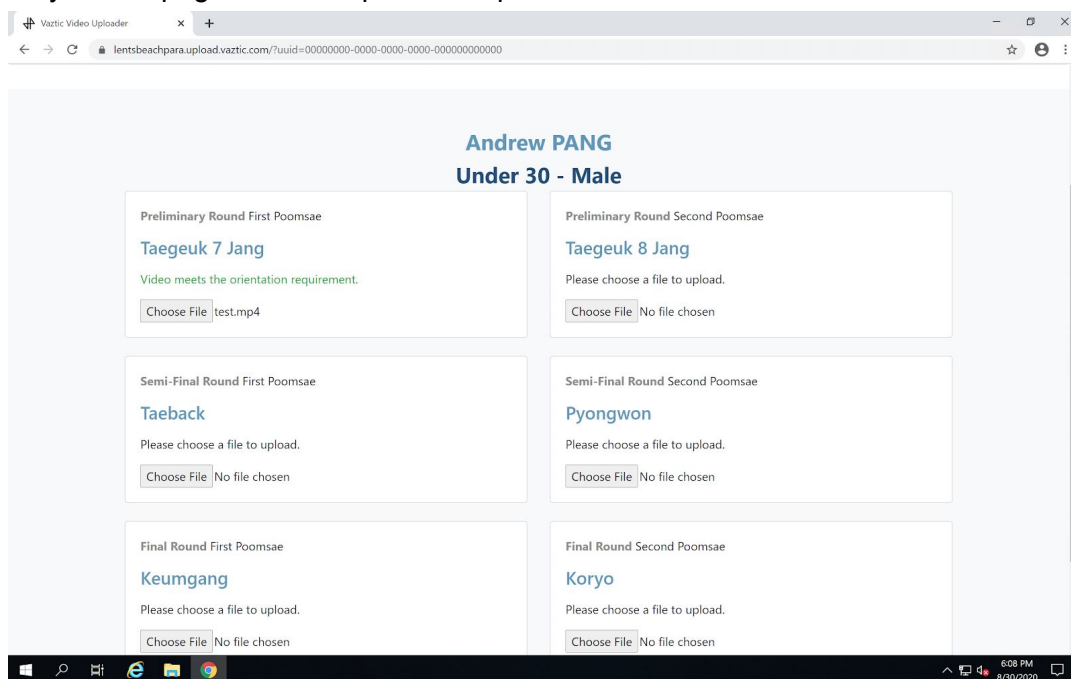 Vaztic Video Uploader
lentsbeachpara.upload.vaztic.com/?uuid=00000000-0000-0000-0000-000000000000
Andrew PANG
Under 30 - Male
Preliminary Round First Poomsae
Taegeuk 7 Jang
Video meets the orientation requirement.
Choose File test.mp4
Preliminary Round Second Poomsae
Taegeuk 8 Jang
Please choose a file to upload.
Choose File No file chosen
Semi-Final Round First Poomsae
Taeback
Please choose a file to upload.
Choose File No file chosen
Semi-Final Round Second Poomsae
Pyongwon
Please choose a file to upload.
Choose File No file chosen
Final Round First Poomsae
Keumgang
Please choose a file to upload.
Choose File No file chosen
Final Round Second Poomsae
Koryo
Please choose a file to upload.
Choose File No file chosen
6:08 PM
8/30/2020